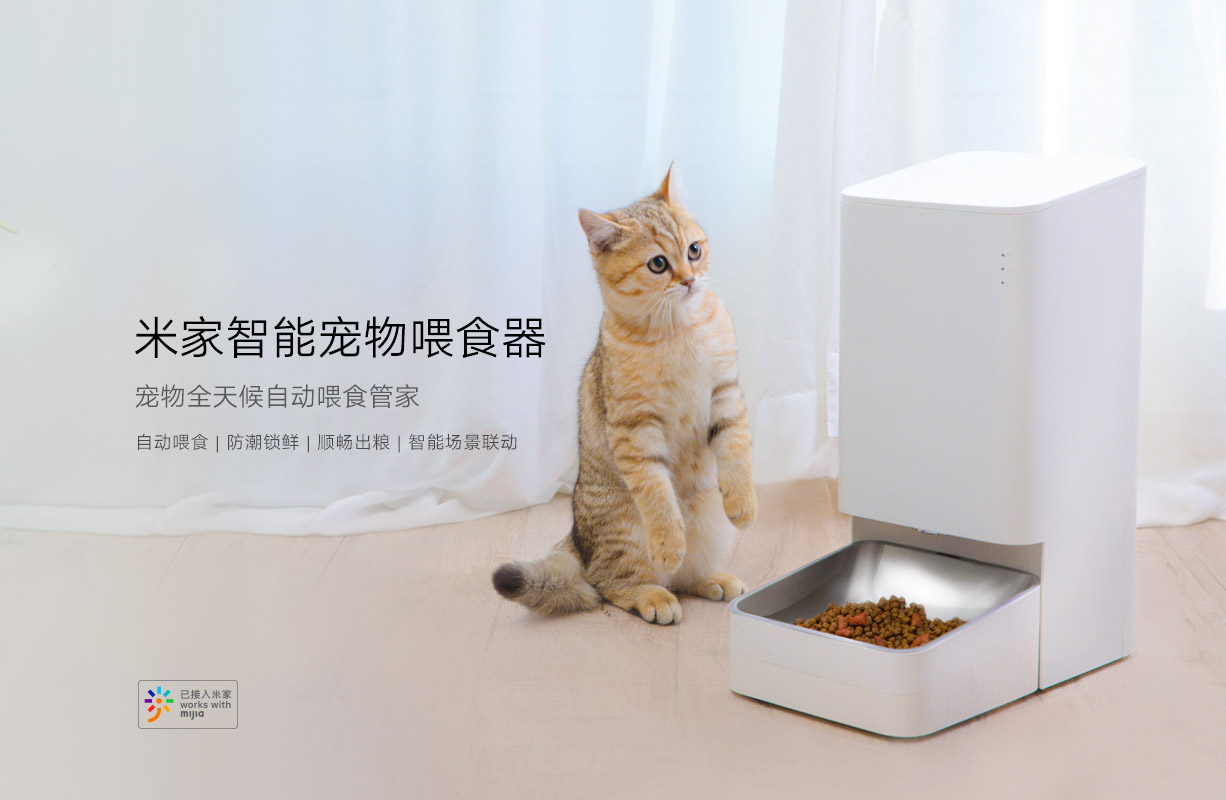 米家智能宠物喂食器
宠物全天候自动喂食管家
自动喂食 | 防潮锁鲜 | 顺畅出粮 | 智能场景联动
已接入米家
works with
mijia